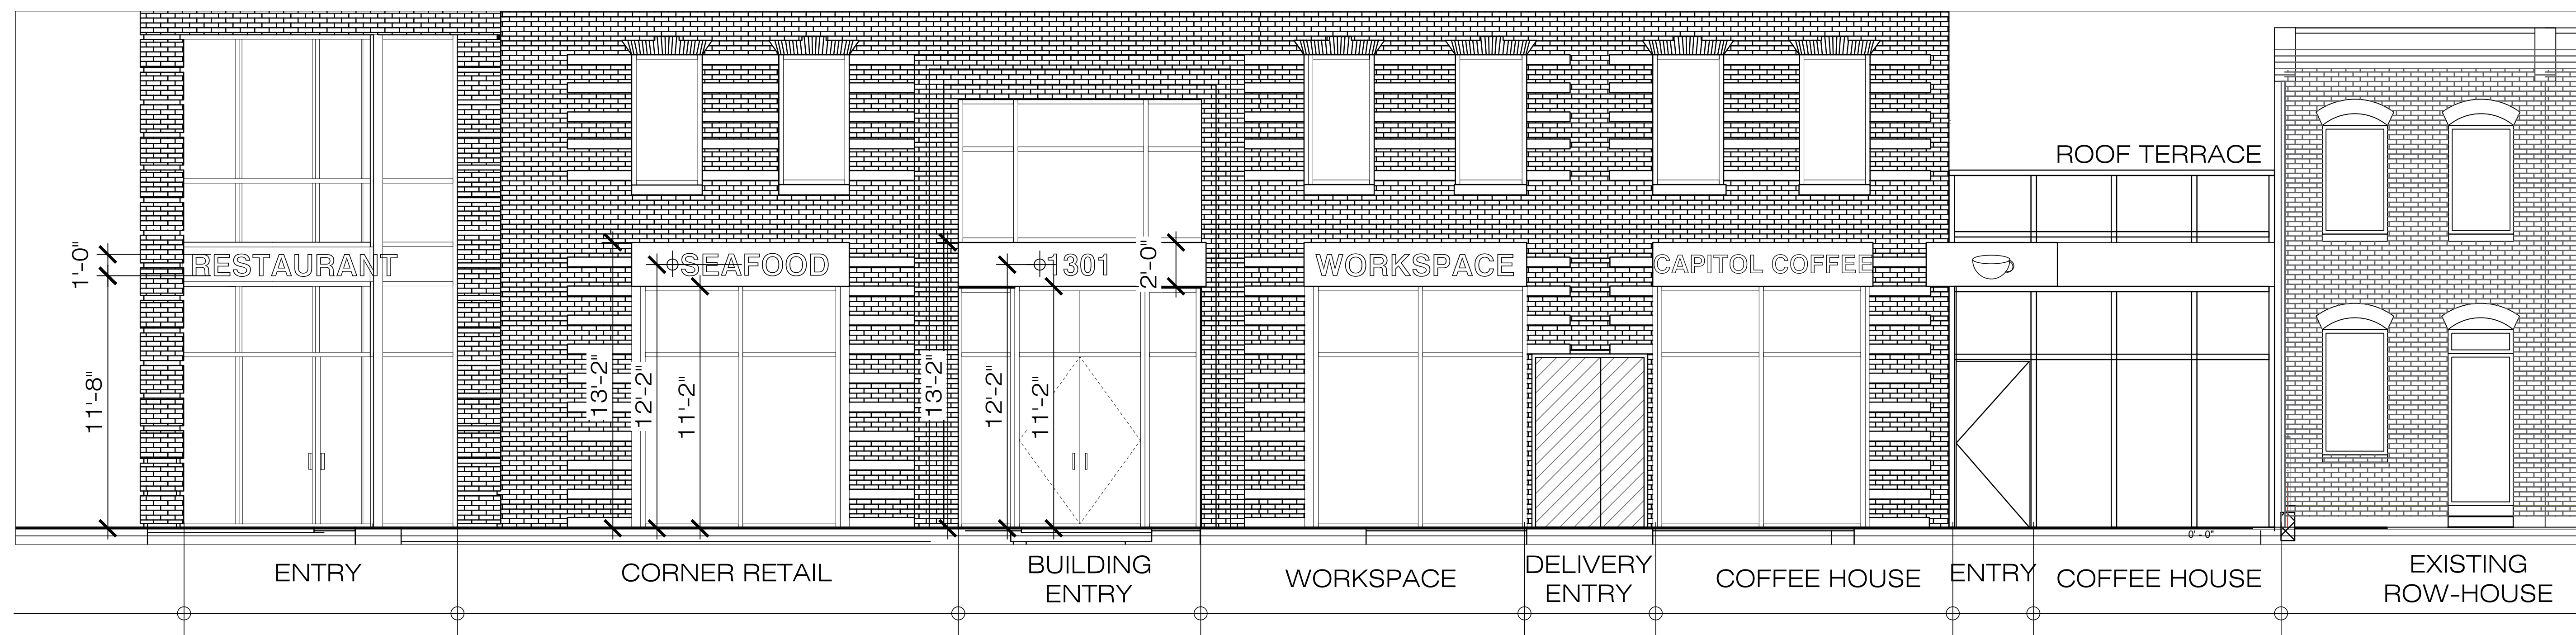 ROOF TERRACE
1'-0"
RESTAURANT
SEAFOOD
1301
2'-0"
WORKSPACE
CAPITOL COFFEE
11'-8"
13'-2"
12'-2"
11'-2"
13'-2"
12'-2"
11'-2"
0' - 0"
ENTRY
CORNER RETAIL
BUILDING
ENTRY
WORKSPACE
DELIVERY
ENTRY
COFFEE HOUSE
ENTRY
COFFEE HOUSE
EXISTING
ROW-HOUSE